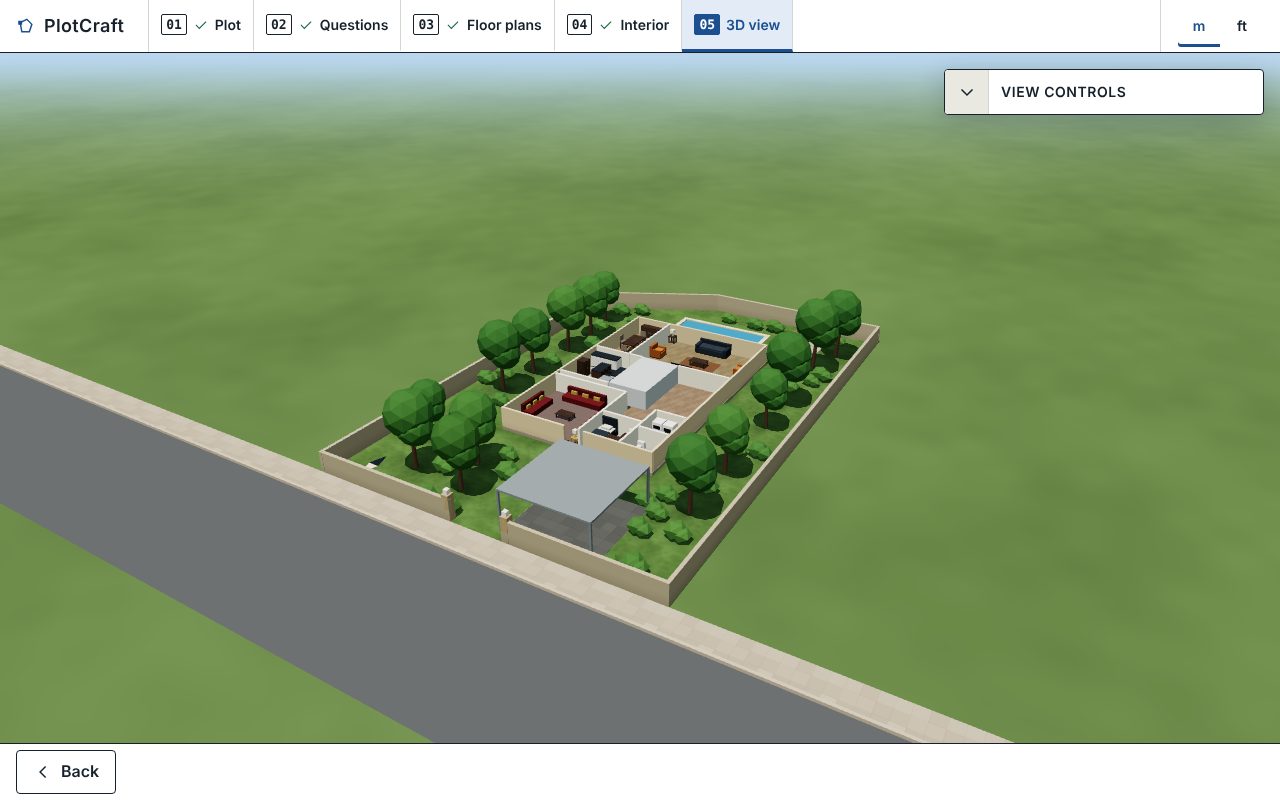 PlotCraft
01 Plot
02 Questions
03 Floor plans
04 Interior
05 3D view
m ft
VIEW CONTROLS
Back